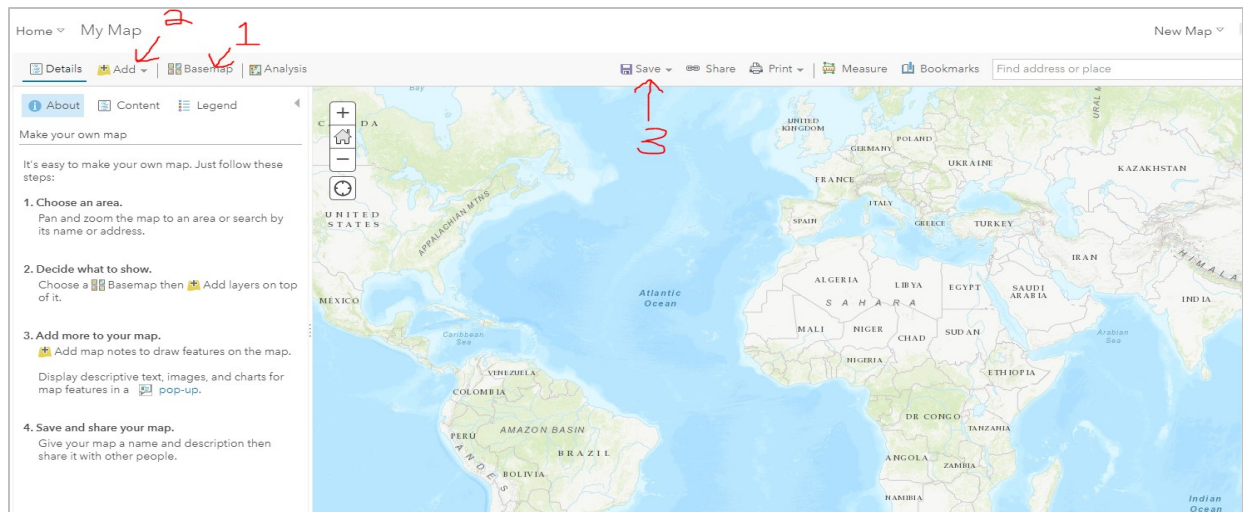 2
1
Home My Map
New Map
Details Add Basemap Analysis
Save Share Print Measure Bookmarks Find address or place
3
About Content Legend
Make your own map
It's easy to make your own map. Just follow these
steps:
1. Choose an area.
Pan and zoom the map to an area or search by
its name or address.
2. Decide what to show.
Choose a Basemap then Add layers on top
of it.
3. Add more to your map.
Add map notes to draw features on the map.
Display descriptive text, images, and charts for
map features in a pop-up.
4. Save and share your map.
Give your map a name and description then
share it with other people.
Bay
CANADA
UNITED
STATES
APPALACHIAN MTNS
MÉXICO
Caribbean
Sea
VENEZUELA
COLOMBIA
PERÚ
AMAZON BASIN
BRAZIL
BOLIVIA
ANDES
Atlantic
Ocean
UNITED
KINGDOM
POLAND
GERMANY
UKRAINE
FRANCE
ITALY
SPAIN
GREECE
TURKEY
KAZAKHSTAN
URAL M
IRAN
HIMALA
ALGERIA
LIBYA
EGYPT
SAUDI
ARABIA
INDIA
SAHARA
MALI
NIGER
CHAD
SUDAN
Arabian
Sea
NIGERIA
ETHIOPIA
DR CONGO
TANZANIA
ANGOLA
ZAMBIA
NAMIBIA
Indian
Ocean